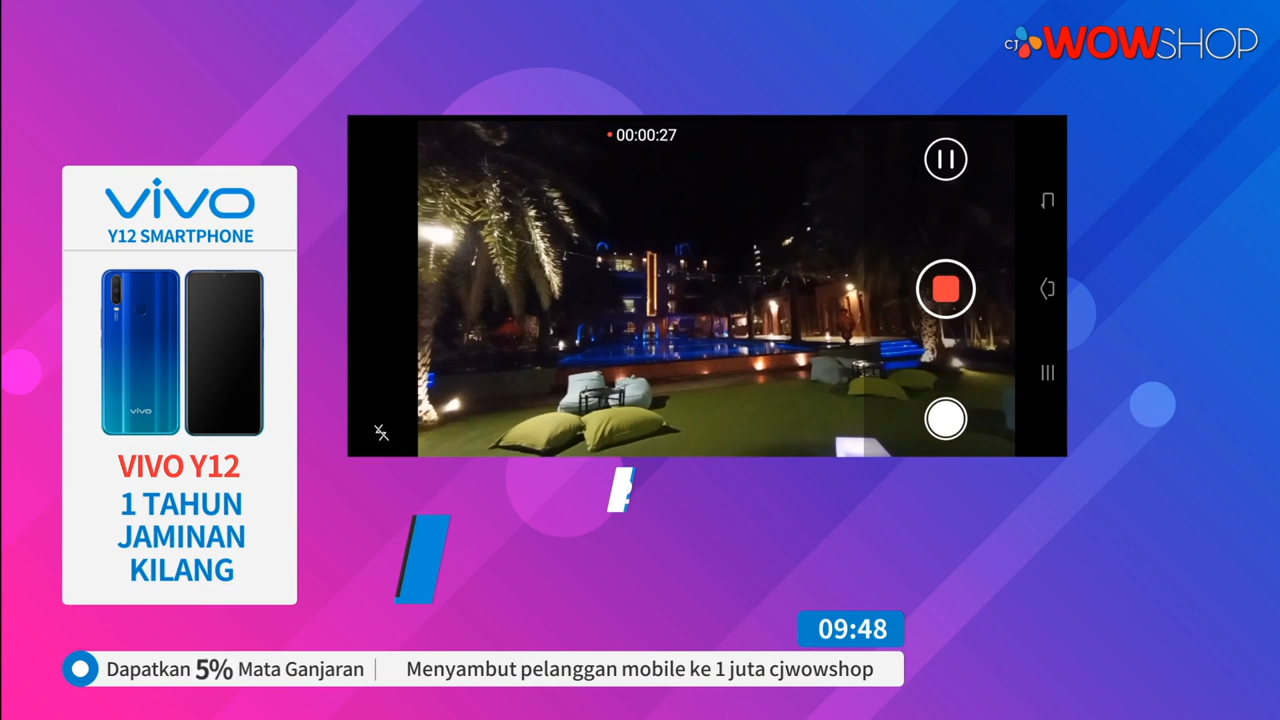 CJ WOWSHOP
00:00:27
vivo
Y12 SMARTPHONE
vivo
VIVO Y12
1 TAHUN
JAMINAN
KILANG
09:48
Dapatkan 5% Mata Ganjaran | Menyambut pelanggan mobile ke 1 juta cjwowshop